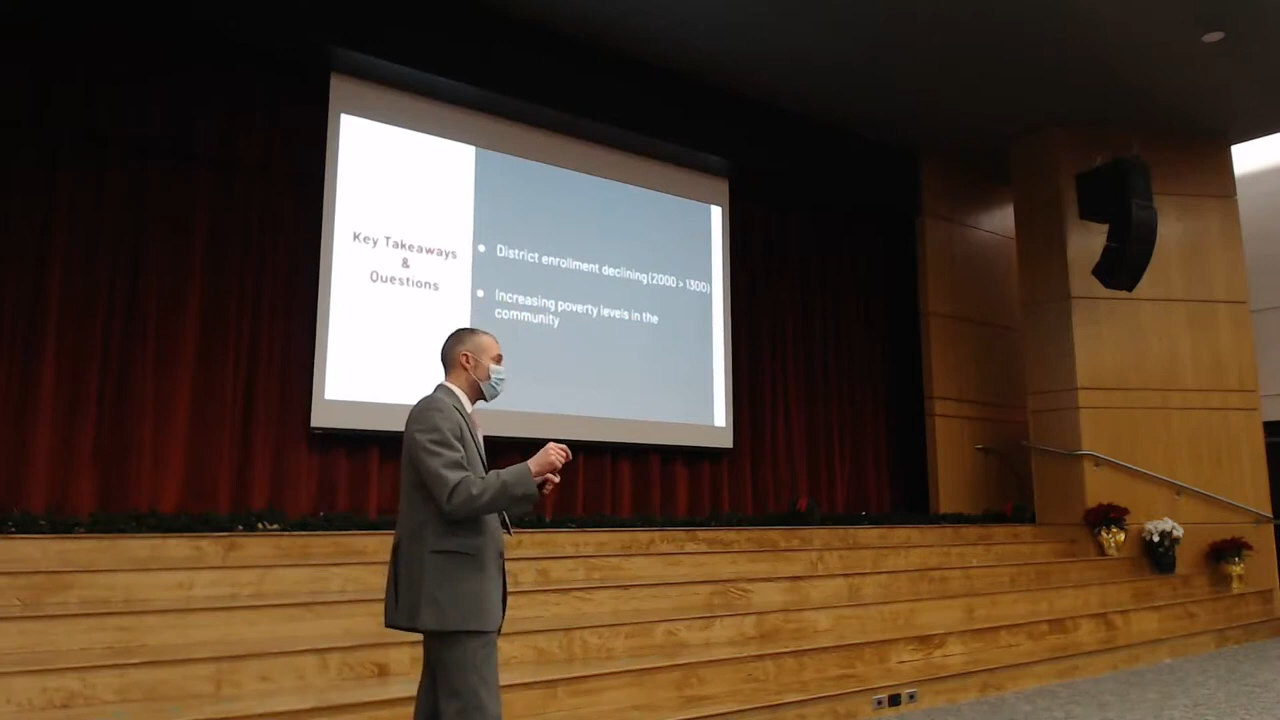 Key Takeaways
&
Questions
District enrollment declining (2000 > 1300)
Increasing poverty levels in the
community